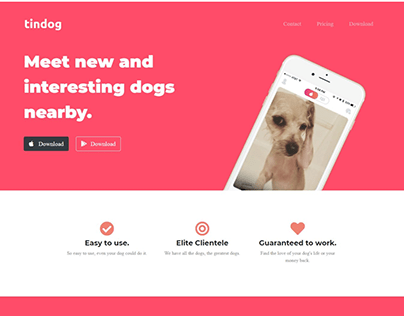 tindog
Contact Pricing Download
Meet new and
interesting dogs
nearby.
Download Download
Easy to use.
So easy to use, even your dog could do it
Elite Clientele
We have all the dogs, the greatest dogs
Guaranteed to work.
Find the love of your dog's life or your
money back